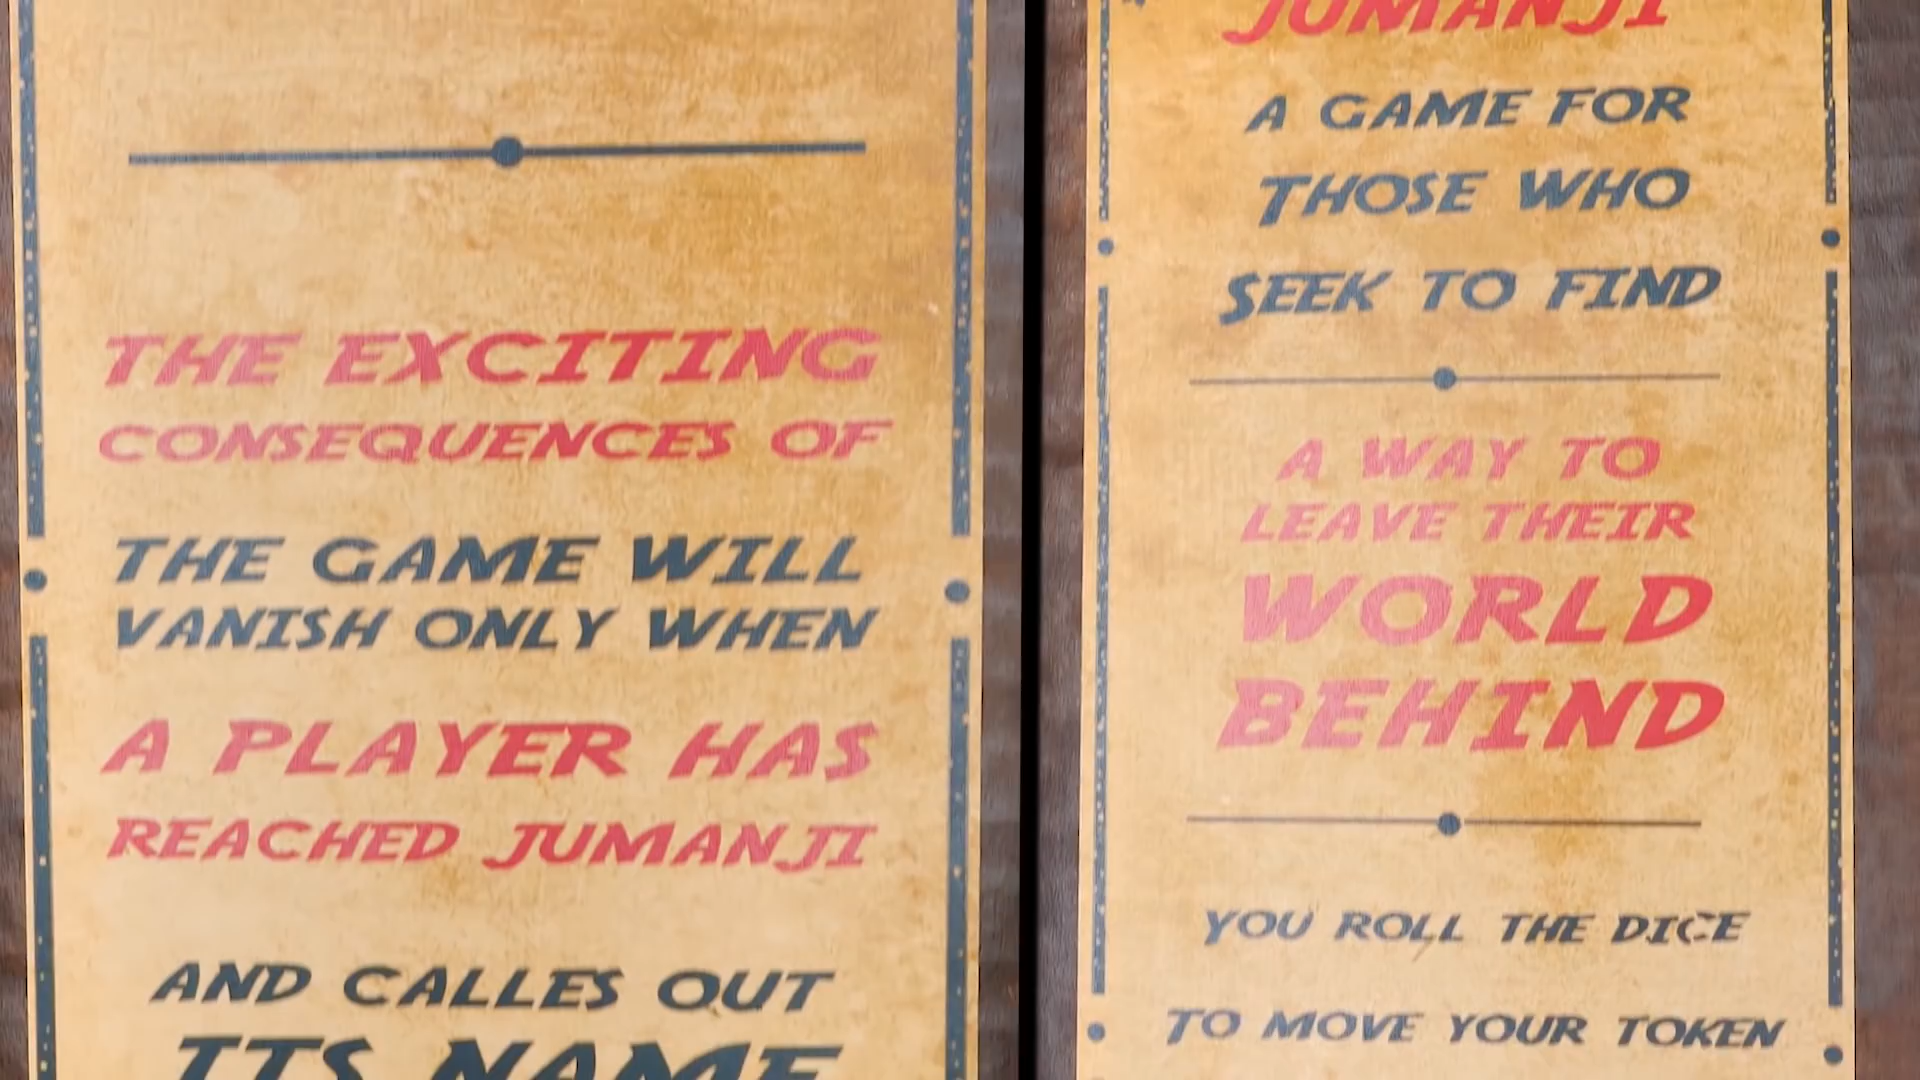 THE EXCITING
CONSEQUENCES OF
THE GAME WILL
VANISH ONLY WHEN
A PLAYER HAS
REACHED JUMANJI
AND CALLES OUT
ITS NAME
JUMANJI
A GAME FOR
THOSE WHO
SEEK TO FIND
A WAY TO
LEAVE THEIR
WORLD
BEHIND
YOU ROLL THE DICE
TO MOVE YOUR TOKEN